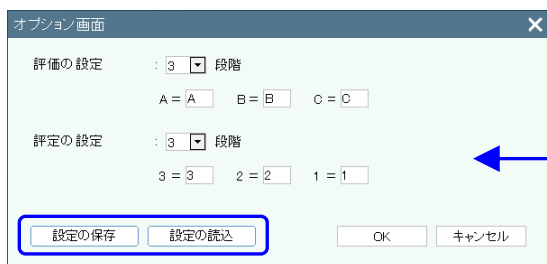 オプション画面
評価の設定 : 3 段階
A = A B = B C = C
評定の設定 : 3 段階
3 = 3 2 = 2 1 = 1
設定の保存 設定の読込 OK キャンセル